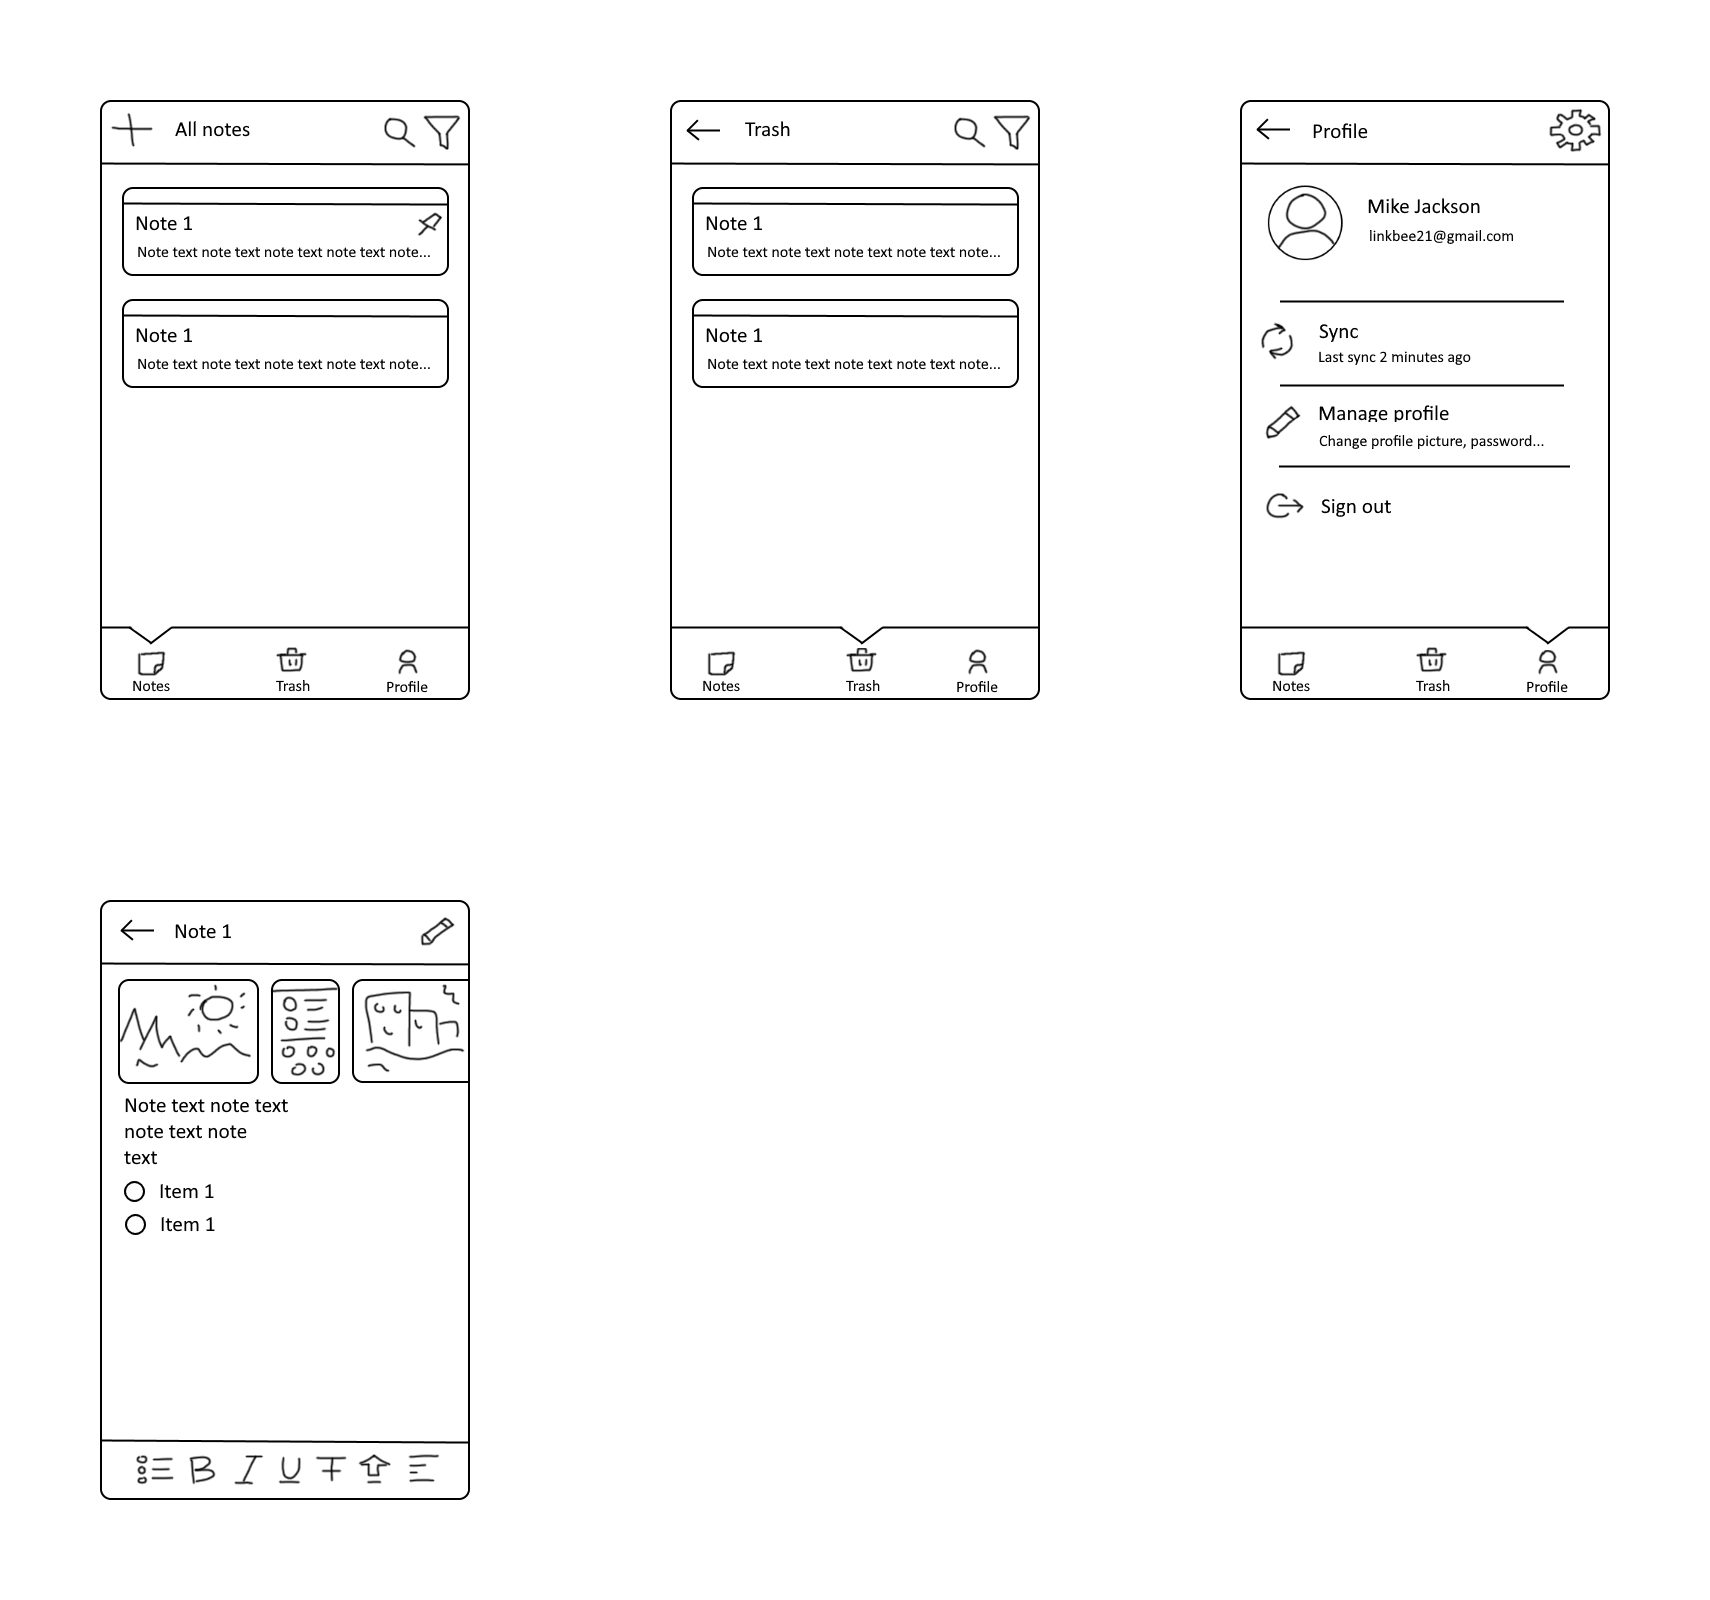 All notes
Note 1
Note text note text note text note text note...
Note 1
Note text note text note text note text note...
Notes
Trash
Profile
Trash
Note 1
Note text note text note text note text note...
Note 1
Note text note text note text note text note...
Notes
Trash
Profile
Profile
Mike Jackson
linkbee21@gmail.com
Sync
Last sync 2 minutes ago
Manage profile
Change profile picture, password...
Sign out
Notes
Trash
Profile
Note 1
Note text note text
note text note
text
Item 1
Item 1
B I U T